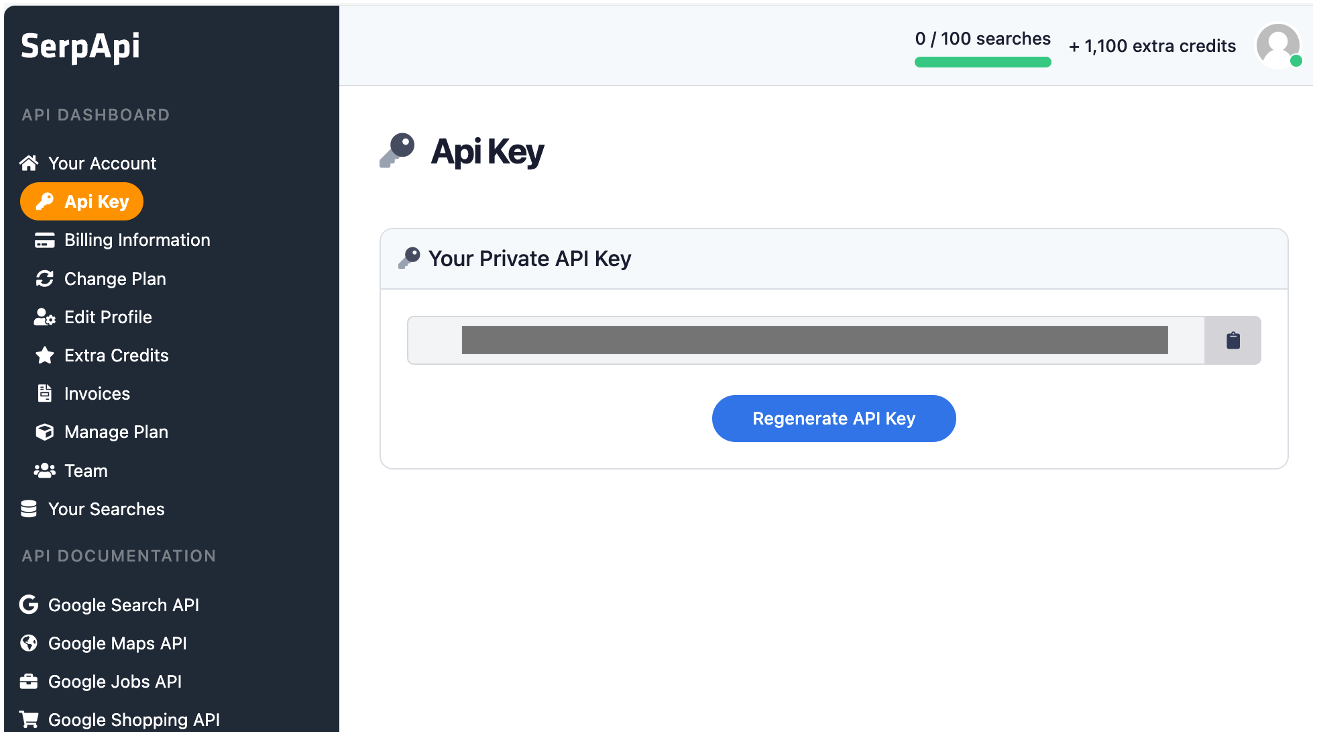 SerpApi
0 / 100 searches
+ 1,100 extra credits
API DASHBOARD
Your Account
Api Key
Billing Information
Change Plan
Edit Profile
Extra Credits
Invoices
Manage Plan
Team
Your Searches
API DOCUMENTATION
Google Search API
Google Maps API
Google Jobs API
Google Shopping API
Api Key
Your Private API Key
Regenerate API Key